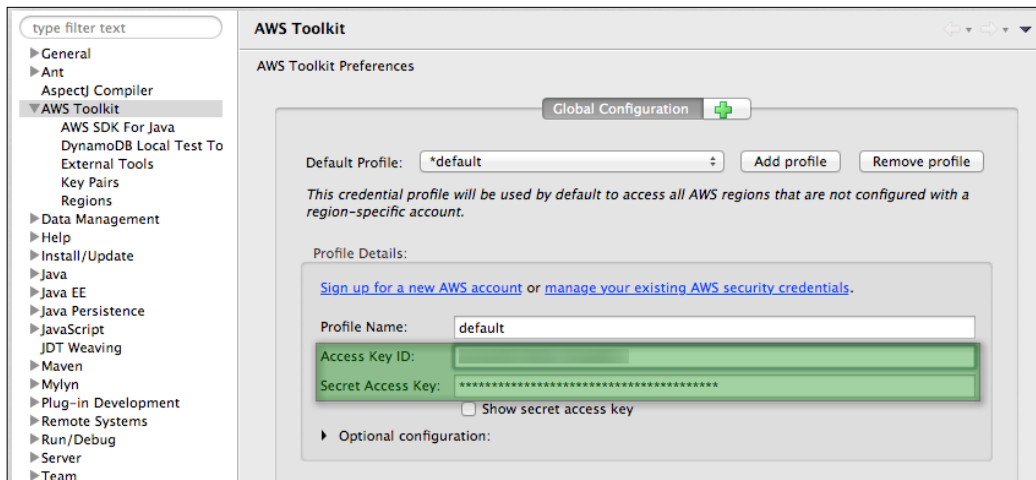 type filter text
General
Ant
AspectJ Compiler
AWS Toolkit
AWS SDK For Java
DynamoDB Local Test To
External Tools
Key Pairs
Regions
Data Management
Help
Install/Update
Java
Java EE
Java Persistence
JavaScript
JDT Weaving
Maven
Mylyn
Plug-in Development
Remote Systems
Run/Debug
Server
Team
AWS Toolkit
AWS Toolkit Preferences
Global Configuration
Default Profile: *default Add profile Remove profile
This credential profile will be used by default to access all AWS regions that are not configured with a
region-specific account.
Profile Details:
Sign up for a new AWS account or manage your existing AWS security credentials.
Profile Name: default
Access Key ID:
Secret Access Key: ****************************************
Show secret access key
Optional configuration: